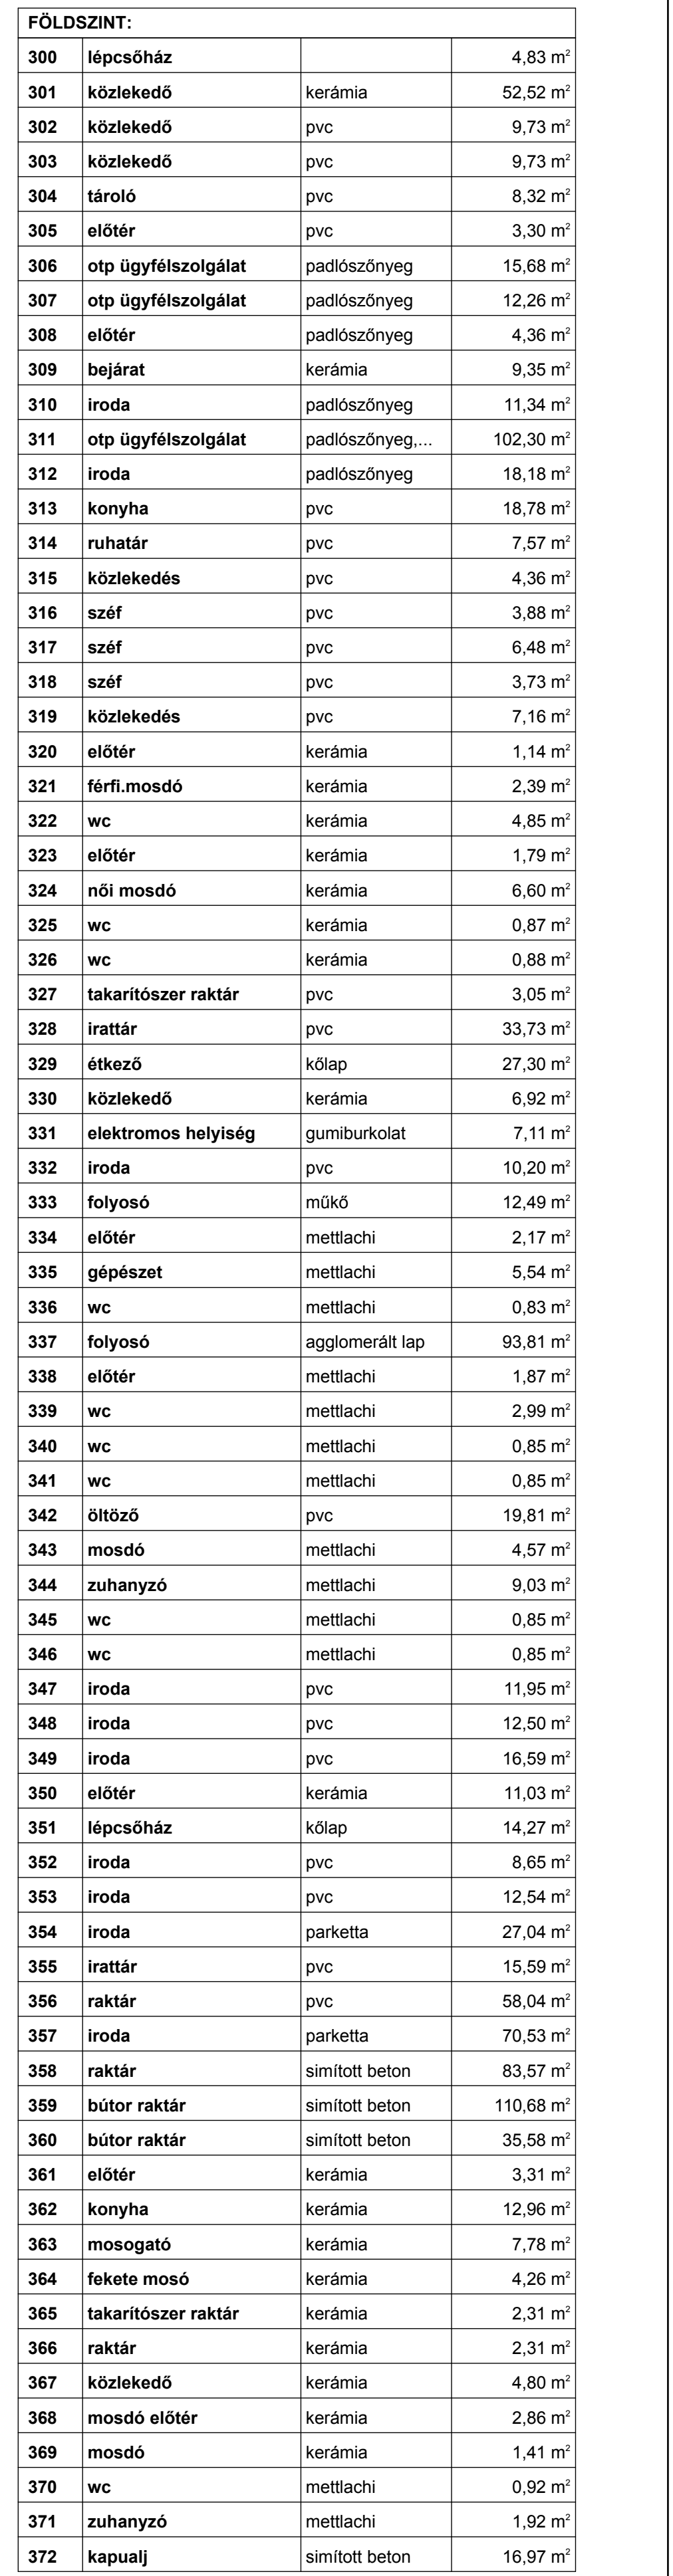 FÖLDSZINT:
300 lépcsőház 4,83 m²
301 közlekedő kerámia 52,52 m²
302 közlekedő pvc 9,73 m²
303 közlekedő pvc 9,73 m²
304 tároló pvc 8,32 m²
305 előtér pvc 3,30 m²
306 otp ügyfélszolgálat padlószőnyeg 15,68 m²
307 otp ügyfélszolgálat padlószőnyeg 12,26 m²
308 előtér padlószőnyeg 4,36 m²
309 bejárat kerámia 9,35 m²
310 iroda padlószőnyeg 11,34 m²
311 otp ügyfélszolgálat padlószőnyeg,... 102,30 m²
312 iroda padlószőnyeg 18,18 m²
313 konyha pvc 18,78 m²
314 ruhatár pvc 7,57 m²
315 közlekedés pvc 4,36 m²
316 széf pvc 3,88 m²
317 széf pvc 6,48 m²
318 széf pvc 3,73 m²
319 közlekedés pvc 7,16 m²
320 előtér kerámia 1,14 m²
321 férfi.mosdó kerámia 2,39 m²
322 wc kerámia 4,85 m²
323 előtér kerámia 1,79 m²
324 női mosdó kerámia 6,60 m²
325 wc kerámia 0,87 m²
326 wc kerámia 0,88 m²
327 takarítószer raktár pvc 3,05 m²
328 irattár pvc 33,73 m²
329 étkező kőlap 27,30 m²
330 közlekedő kerámia 6,92 m²
331 elektromos helyiség gumiburkolat 7,11 m²
332 iroda pvc 10,20 m²
333 folyosó műkő 12,49 m²
334 előtér mettlachi 2,17 m²
335 gépészet mettlachi 5,54 m²
336 wc mettlachi 0,83 m²
337 folyosó agglomerált lap 93,81 m²
338 előtér mettlachi 1,87 m²
339 wc mettlachi 2,99 m²
340 wc mettlachi 0,85 m²
341 wc mettlachi 0,85 m²
342 öltöző pvc 19,81 m²
343 mosdó mettlachi 4,57 m²
344 zuhanyzó mettlachi 9,03 m²
345 wc mettlachi 0,85 m²
346 wc mettlachi 0,85 m²
347 iroda pvc 11,95 m²
348 iroda pvc 12,50 m²
349 iroda pvc 16,59 m²
350 előtér kerámia 11,03 m²
351 lépcsőház kőlap 14,27 m²
352 iroda pvc 8,65 m²
353 iroda pvc 12,54 m²
354 iroda parketta 27,04 m²
355 irattár pvc 15,59 m²
356 raktár pvc 58,04 m²
357 iroda parketta 70,53 m²
358 raktár simított beton 83,57 m²
359 bútor raktár simított beton 110,68 m²
360 bútor raktár simított beton 35,58 m²
361 előtér kerámia 3,31 m²
362 konyha kerámia 12,96 m²
363 mosogató kerámia 7,78 m²
364 fekete mosó kerámia 4,26 m²
365 takarítószer raktár kerámia 2,31 m²
366 raktár kerámia 2,31 m²
367 közlekedő kerámia 4,80 m²
368 mosdó előtér kerámia 2,86 m²
369 mosdó kerámia 1,41 m²
370 wc mettlachi 0,92 m²
371 zuhanyzó mettlachi 1,92 m²
372 kapualj simított beton 16,97 m²